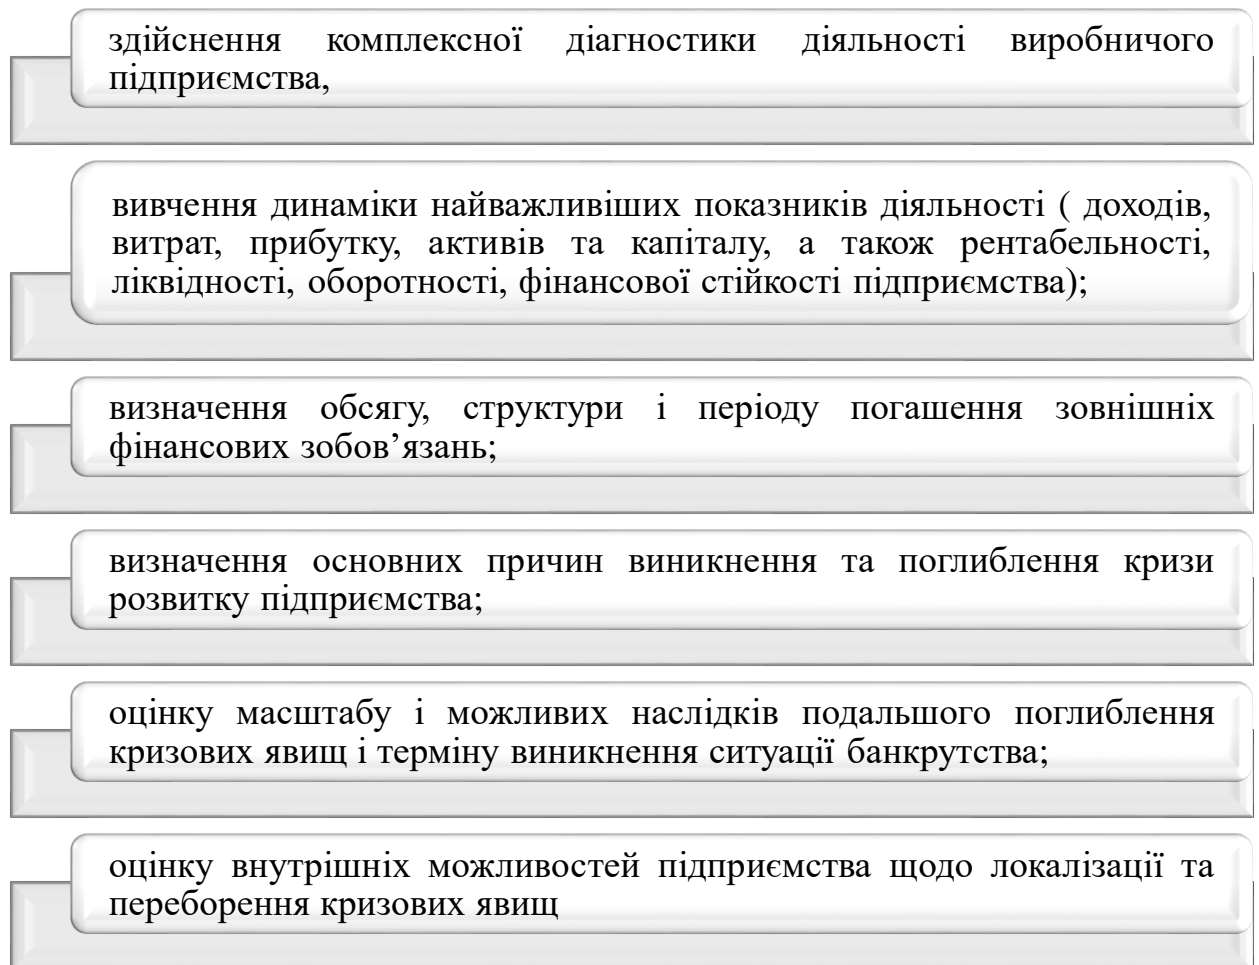 здійснення комплексної діагностики діяльності виробничого
підприємства,
вивчення динаміки найважливіших показників діяльності ( доходів,
витрат, прибутку, активів та капіталу, а також рентабельності,
ліквідності, оборотності, фінансової стійкості підприємства);
визначення обсягу, структури і періоду погашення зовнішніх
фінансових зобов’язань;
визначення основних причин виникнення та поглиблення кризи
розвитку підприємства;
оцінку масштабу і можливих наслідків подальшого поглиблення
кризових явищ і терміну виникнення ситуації банкрутства;
оцінку внутрішніх можливостей підприємства щодо локалізації та
переборення кризових явищ